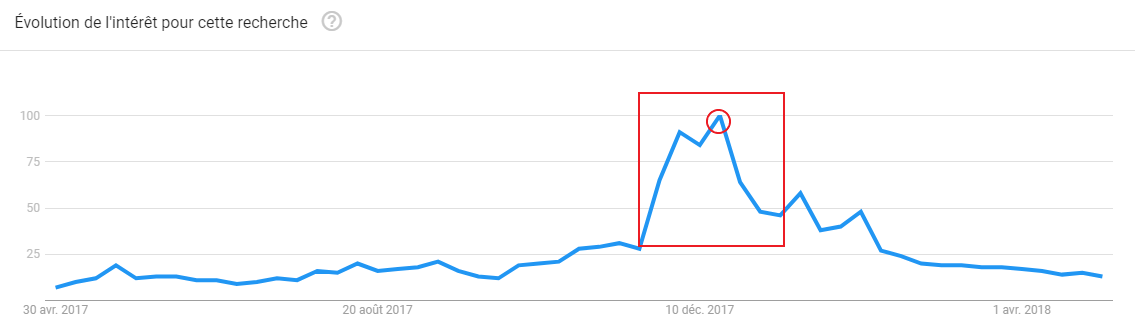 Évolution de l'intérêt pour cette recherche ?
100
75
50
25
30 avr. 2017 20 août 2017 10 déc. 2017 1 avr. 2018